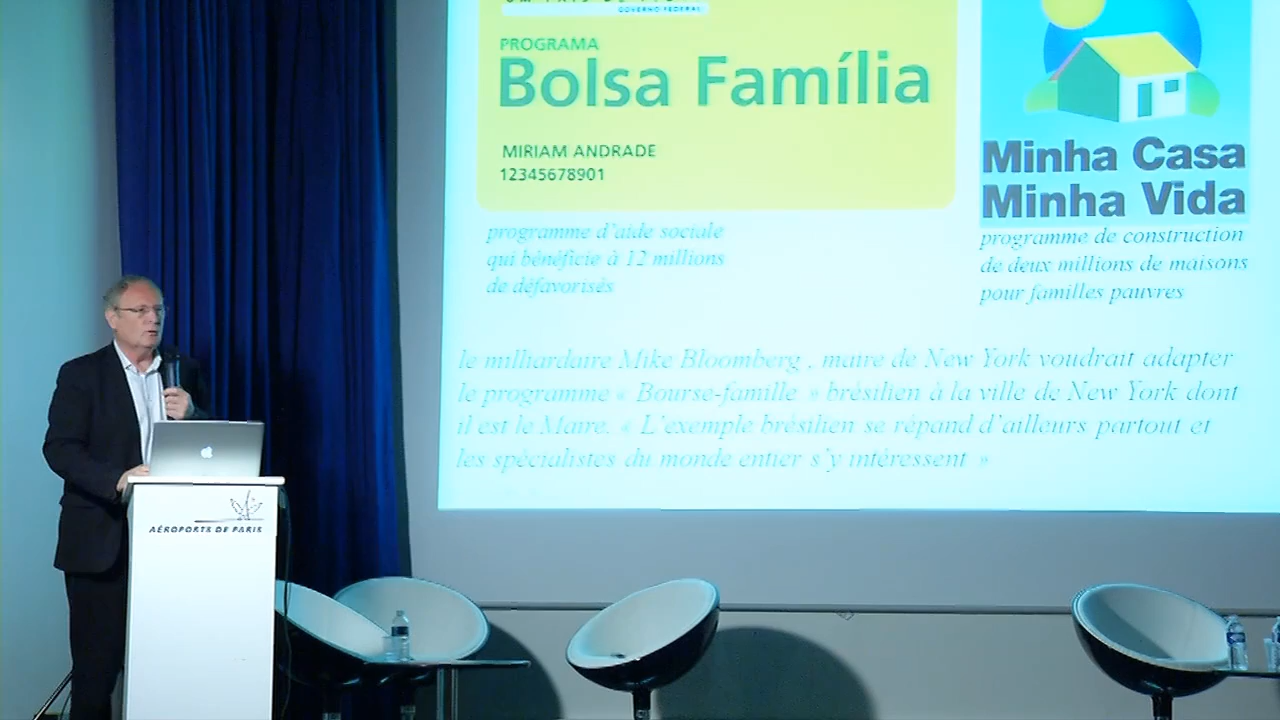 GOVERNO FEDERAL
PROGRAMA
Bolsa Família
MIRIAM ANDRADE
12345678901
programme d'aide sociale
qui bénéficie à 12 millions
de défavorisés
Minha Casa
Minha Vida
programme de construction
de deux millions de maisons
pour familles pauvres
le milliardaire Mike Bloomberg , maire de New York voudrait adapter
le programme « Bourse-famille » brésilien à la ville de New York dont
il est le Maire. « L'exemple brésilien se répand d'ailleurs partout et
les spécialistes du monde entier s'y intéressent »
AÉROPORTS DE PARIS